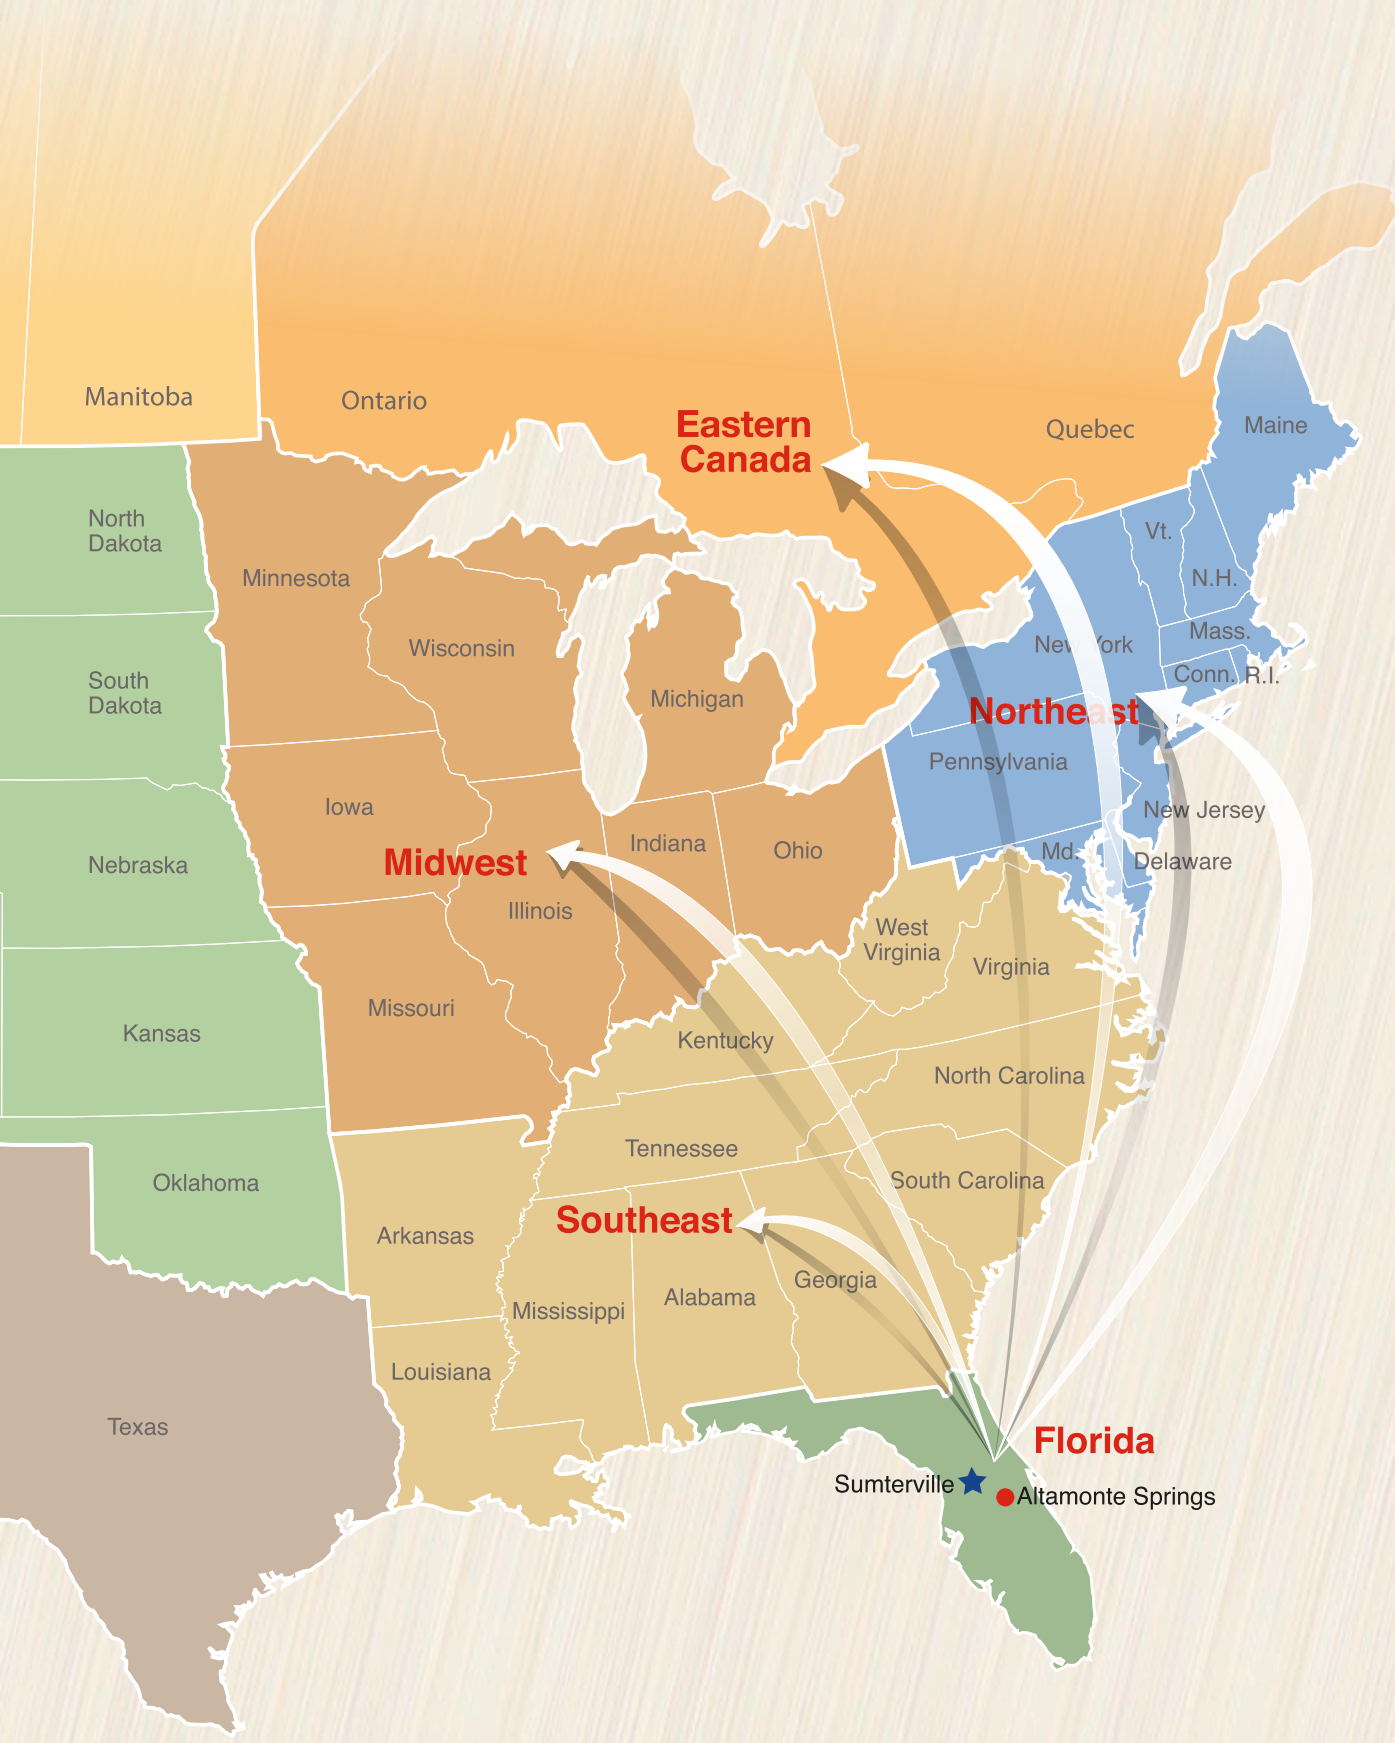 Manitoba
Ontario
Eastern
Canada
Quebec
Maine
North
Dakota
Minnesota
Vt.
N.H.
Wisconsin
New York
Mass.
Conn.
R.I.
South
Dakota
Michigan
Northeast
Pennsylvania
Iowa
New Jersey
Nebraska
Midwest
Indiana
Ohio
Md.
Delaware
Illinois
West
Virginia
Virginia
Missouri
Kansas
Kentucky
North Carolina
Tennessee
Oklahoma
South Carolina
Arkansas
Southeast
Georgia
Mississippi
Alabama
Louisiana
Texas
Florida
Sumterville
Altamonte Springs